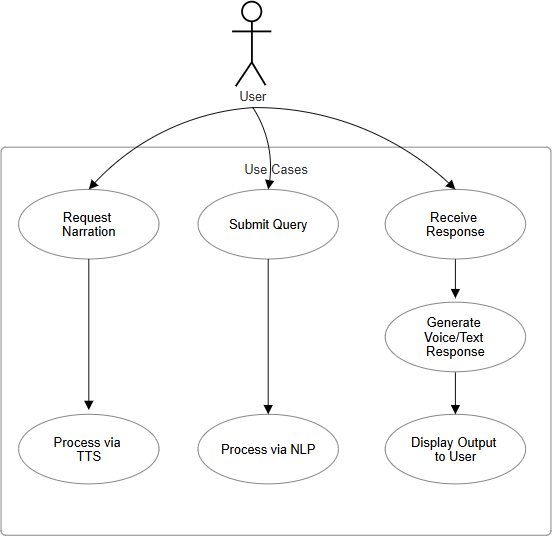 User
Use Cases
Request
Narration
Submit Query
Receive
Response
Generate
Voice/Text
Response
Process via
TTS
Process via NLP
Display Output
to User